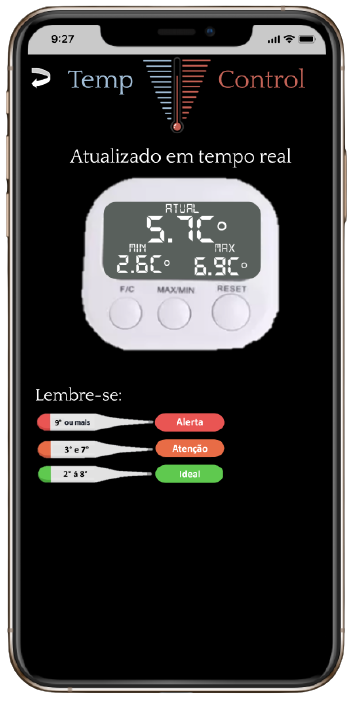 9:27
Temp Control
Atualizado em tempo real
ATUAL
5.7C°
MIN MAX
2.6C° 6.9C°
F/C MAX/MIN RESET
Lembre-se:
9° ou mais Alerta
3° e 7° Atenção
2° á 8° Ideal